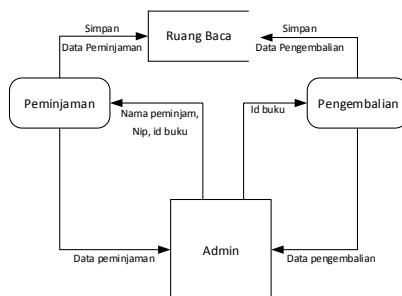 Simpan
Data Peminjaman
Ruang Baca
Simpan
Data Pengembalian
Peminjaman
Nama peminjam,
Nip, id buku
Id buku
Pengembalian
Admin
Data peminjaman
Data pengembalian